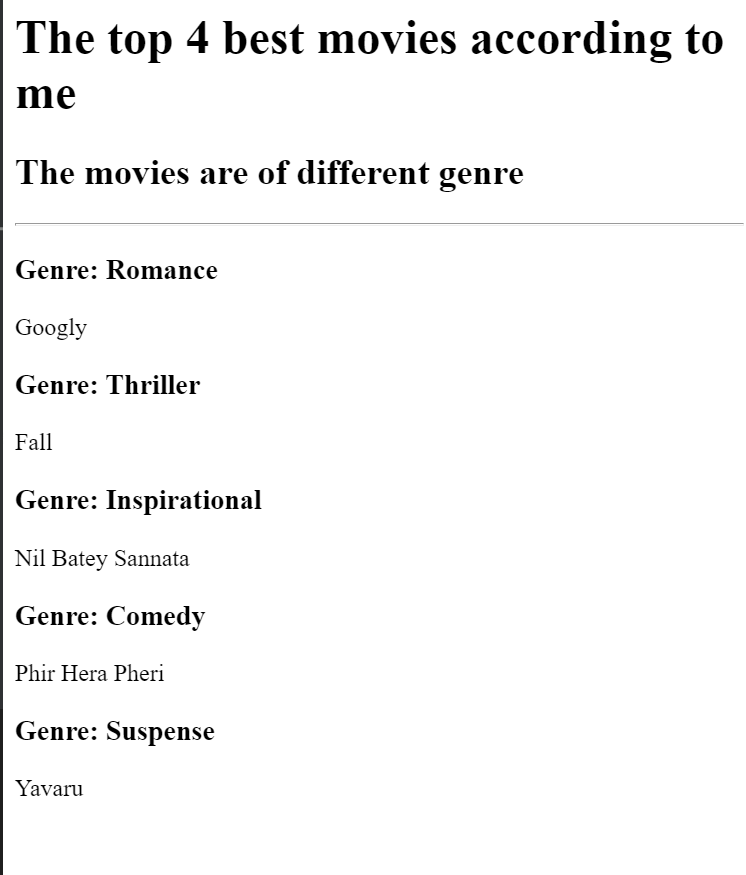 The top 4 best movies according to
me
The movies are of different genre
Genre: Romance
Googly
Genre: Thriller
Fall
Genre: Inspirational
Nil Batey Sannata
Genre: Comedy
Phir Hera Pheri
Genre: Suspense
Yavaru